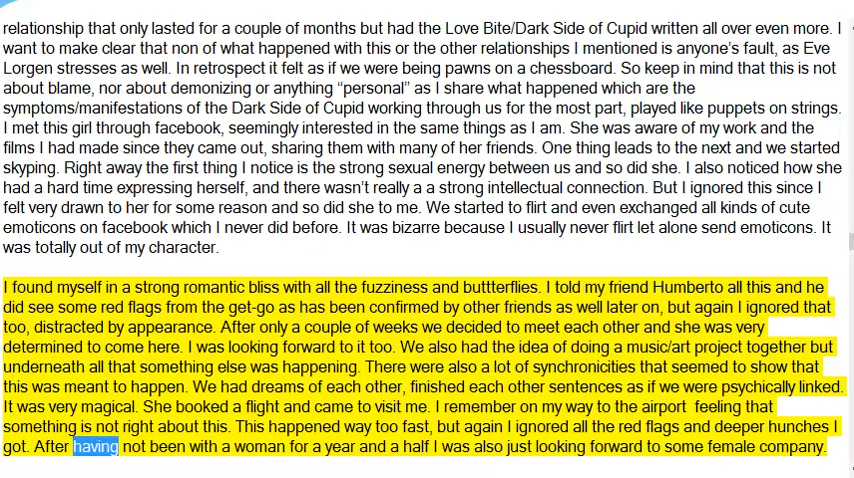 relationship that only lasted for a couple of months but had the Love Bite/Dark Side of Cupid written all over even more. I
want to make clear that non of what happened with this or the other relationships I mentioned is anyone's fault, as Eve
Lorgen stresses as well. In retrospect it felt as if we were being pawns on a chessboard. So keep in mind that this is not
about blame, nor about demonizing or anything “personal” as I share what happened which are the
symptoms/manifestations of the Dark Side of Cupid working through us for the most part, played like puppets on strings.
I met this girl through facebook, seemingly interested in the same things as I am. She was aware of my work and the
films I had made since they came out, sharing them with many of her friends. One thing leads to the next and we started
skyping. Right away the first thing I notice is the strong sexual energy between us and so did she. I also noticed how she
had a hard time expressing herself, and there wasn't really a a strong intellectual connection. But I ignored this since I
felt very drawn to her for some reason and so did she to me. We started to flirt and even exchanged all kinds of cute
emoticons on facebook which I never did before. It was bizarre because I usually never flirt let alone send emoticons. It
was totally out of my character.
I found myself in a strong romantic bliss with all the fuzziness and buttterflies. I told my friend Humberto all this and he
did see some red flags from the get-go as has been confirmed by other friends as well later on, but again I ignored that
too, distracted by appearance. After only a couple of weeks we decided to meet each other and she was very
determined to come here. I was looking forward to it too. We also had the idea of doing a music/art project together but
underneath all that something else was happening. There were also a lot of synchronicities that seemed to show that
this was meant to happen. We had dreams of each other, finished each other sentences as if we were psychically linked.
It was very magical. She booked a flight and came to visit me. I remember on my way to the airport feeling that
something is not right about this. This happened way too fast, but again I ignored all the red flags and deeper hunches I
got. After having not been with a woman for a year and a half I was also just looking forward to some female company.